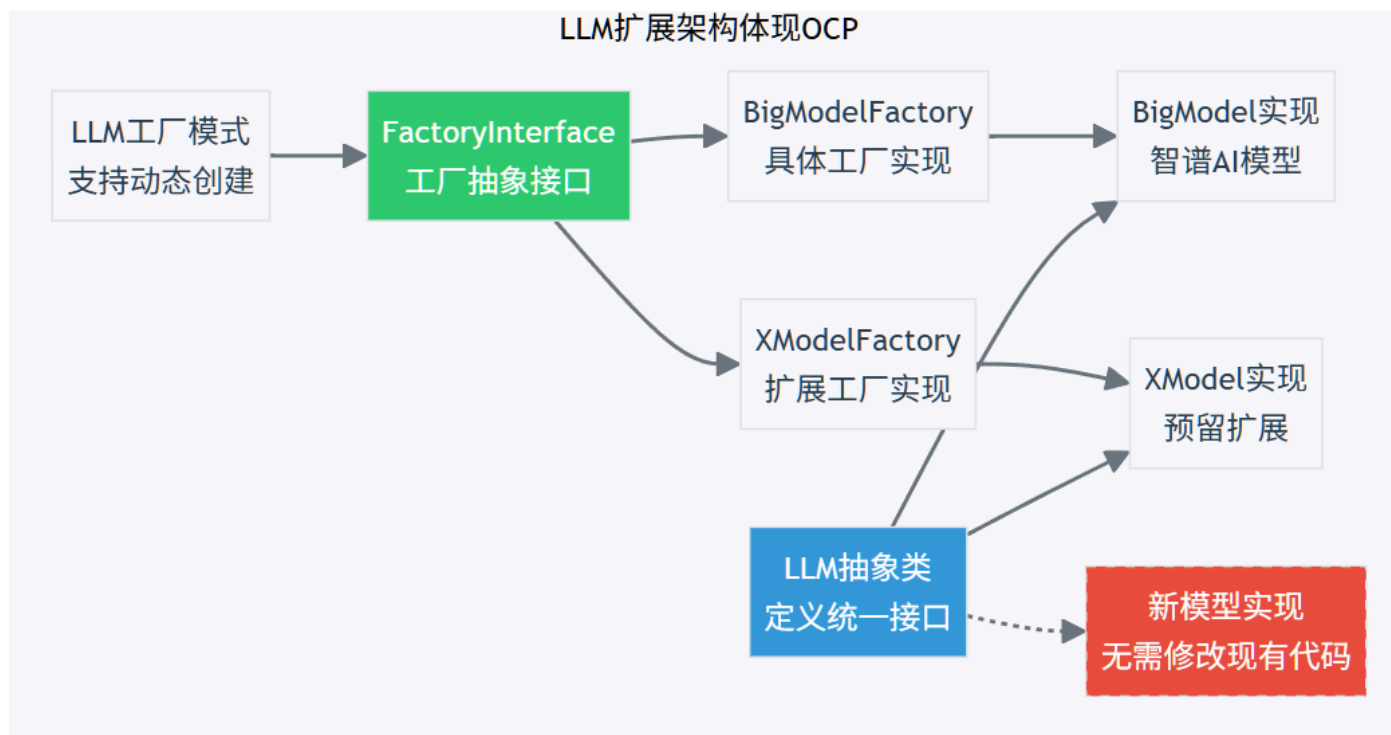 LLM扩展架构体现OCP
LLM工厂模式
支持动态创建
FactoryInterface
工厂抽象接口
BigModelFactory
具体工厂实现
BigModel实现
智谱AI模型
XModelFactory
扩展工厂实现
XModel实现
预留扩展
LLM抽象类
定义统一接口
新模型实现
无需修改现有代码